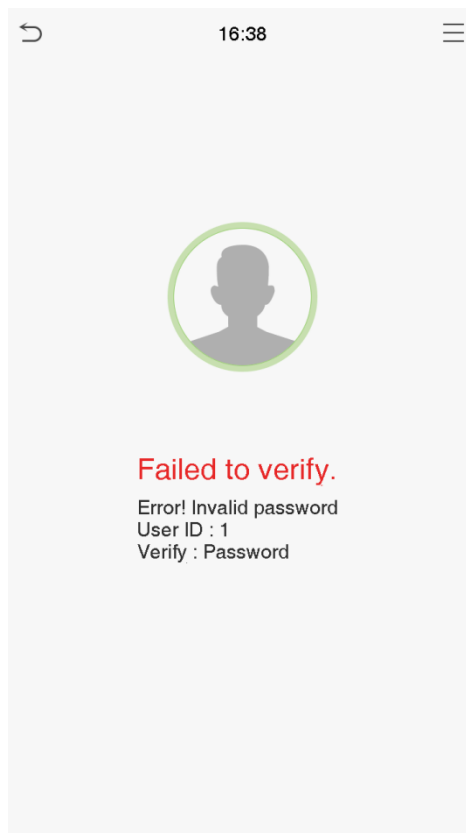 16:38
Failed to verify.
Error! Invalid password
User ID : 1
Verify : Password